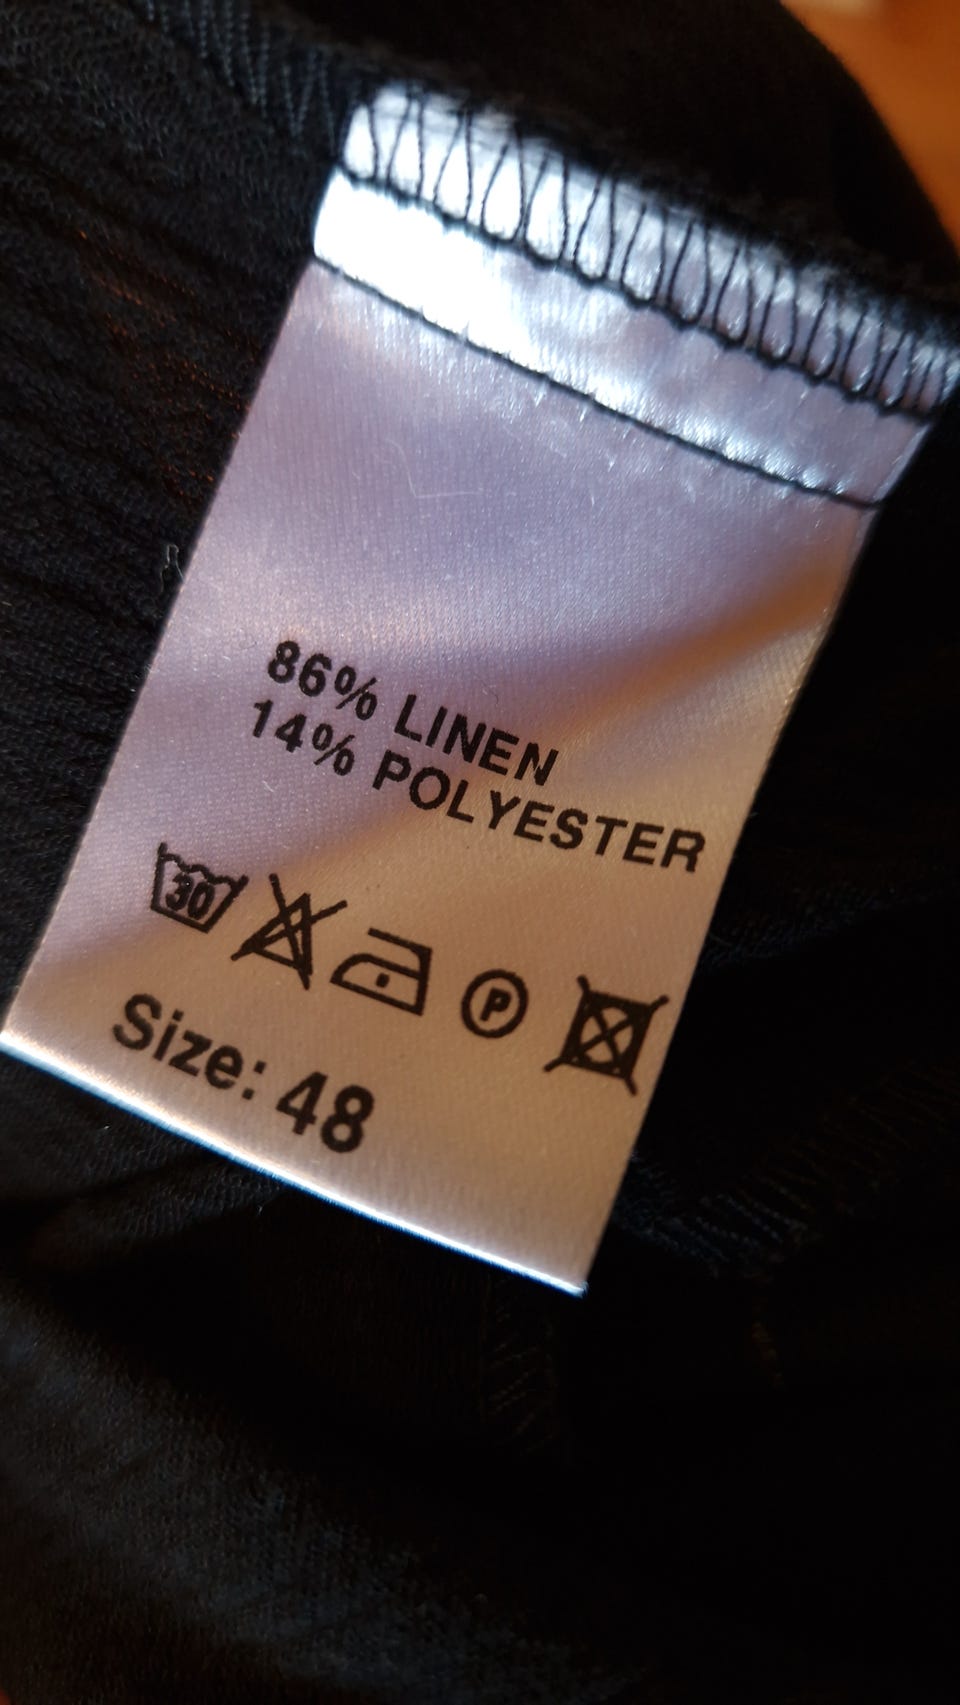 86% LINEN
14% POLYESTER
30 P
Size: 48